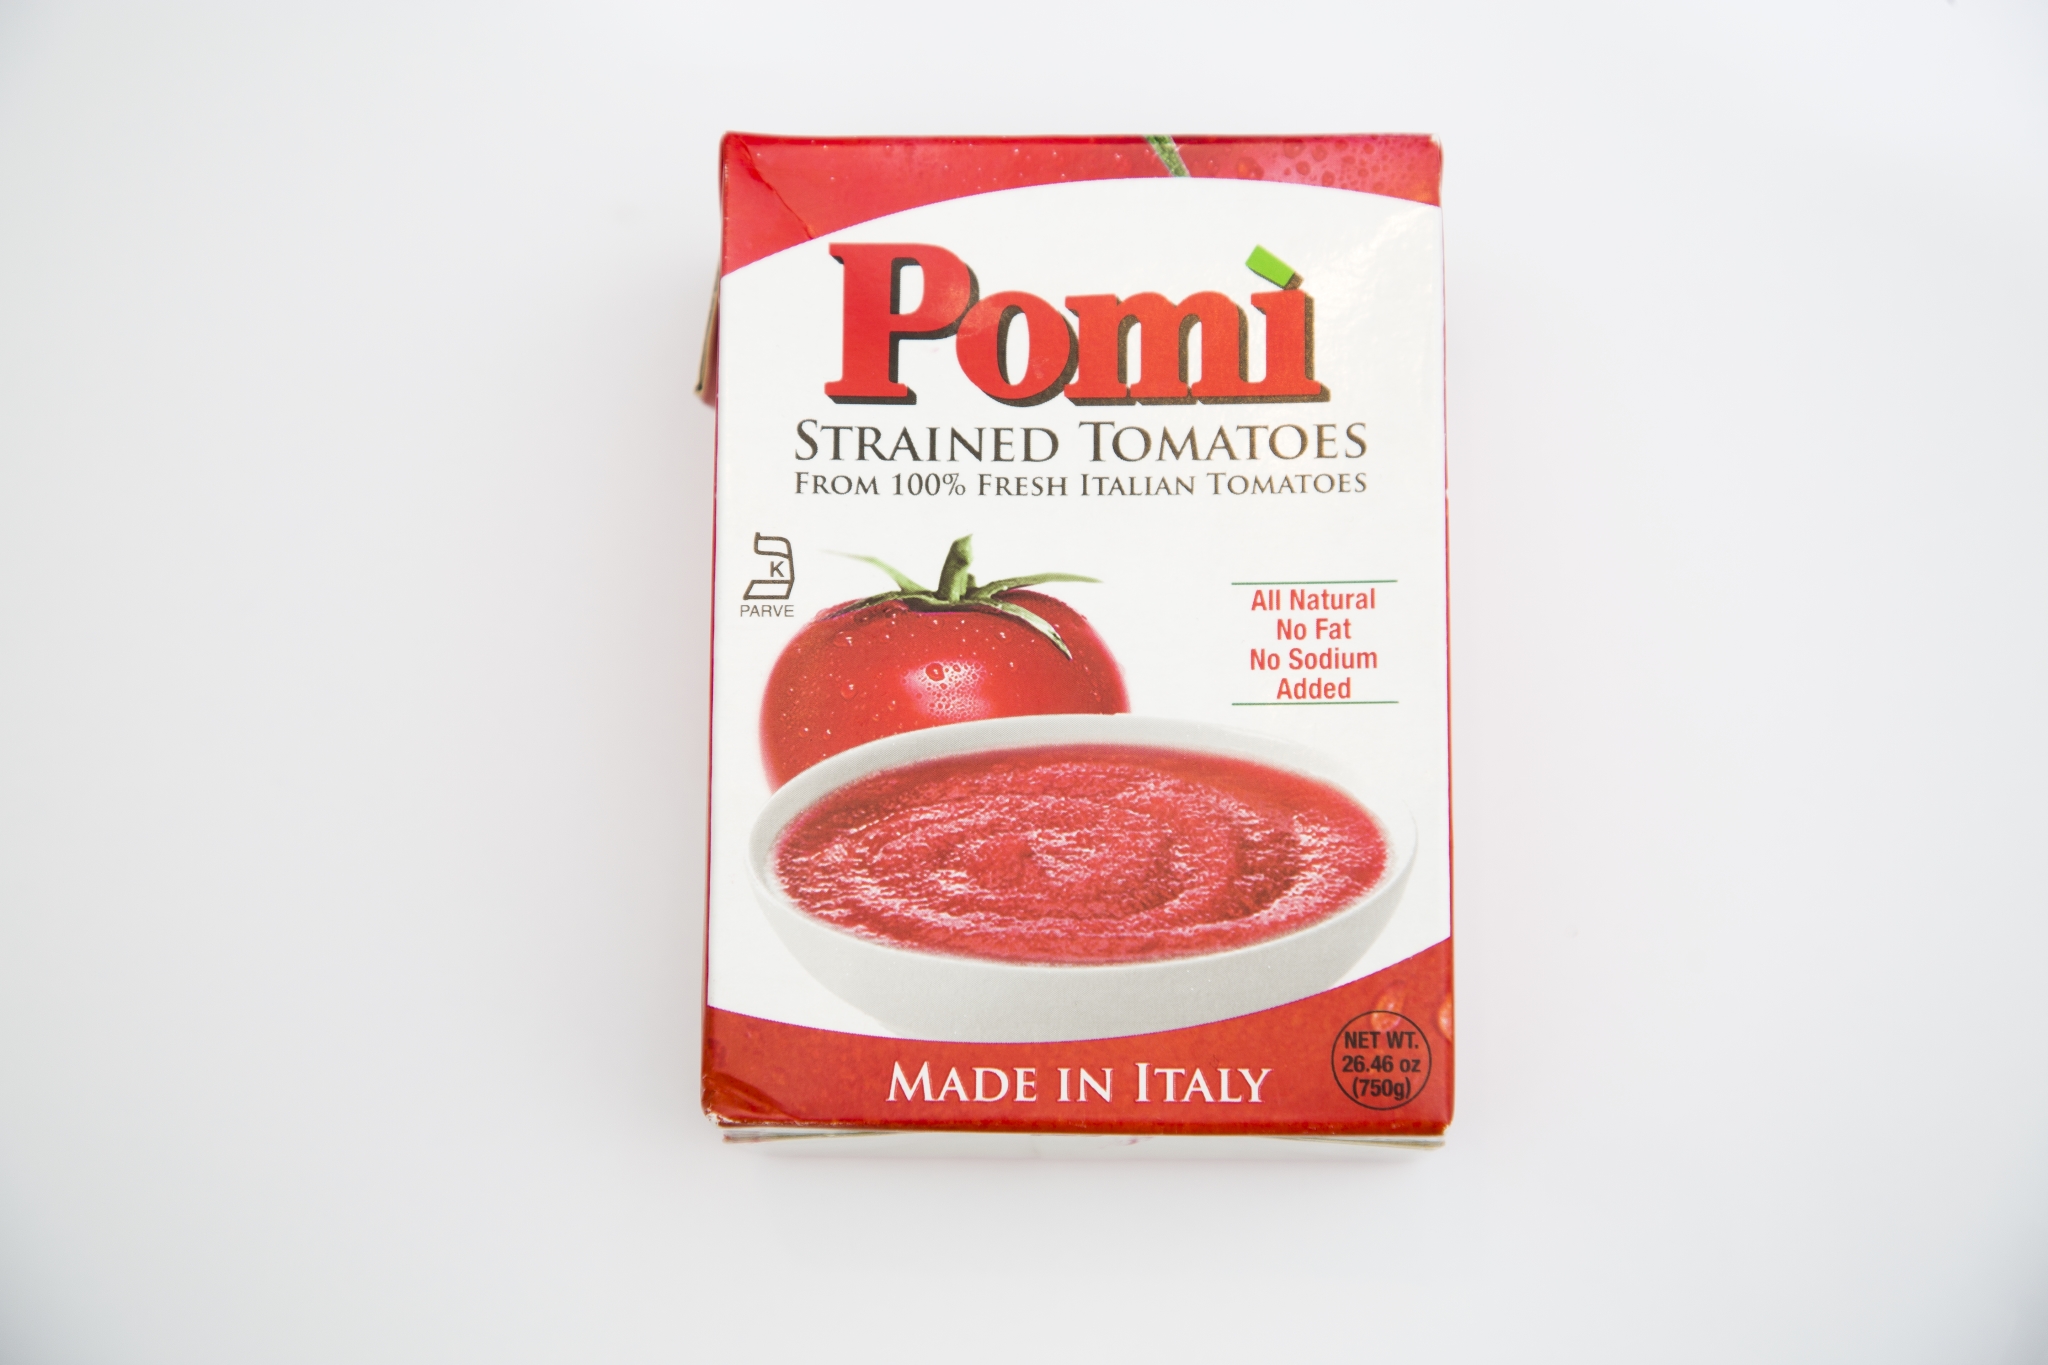 Pomì
STRAINED TOMATOES
FROM 100% FRESH ITALIAN TOMATOES
K
PARVE
All Natural
No Fat
No Sodium
Added
MADE IN ITALY
NET WT.
26.46 oz
(750g)